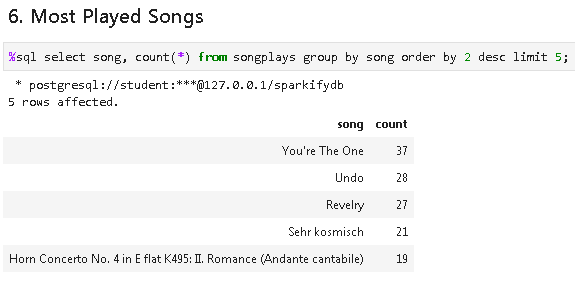 6. Most Played Songs
%sql select song, count(*) from songplays group by song order by 2 desc limit 5;
* postgresql://student:***@127.0.0.1/sparkifydb
5 rows affected.
song count
You're The One 37
Undo 28
Revelry 27
Sehr kosmisch 21
Horn Concerto No. 4 in E flat K495: II. Romance (Andante cantabile) 19